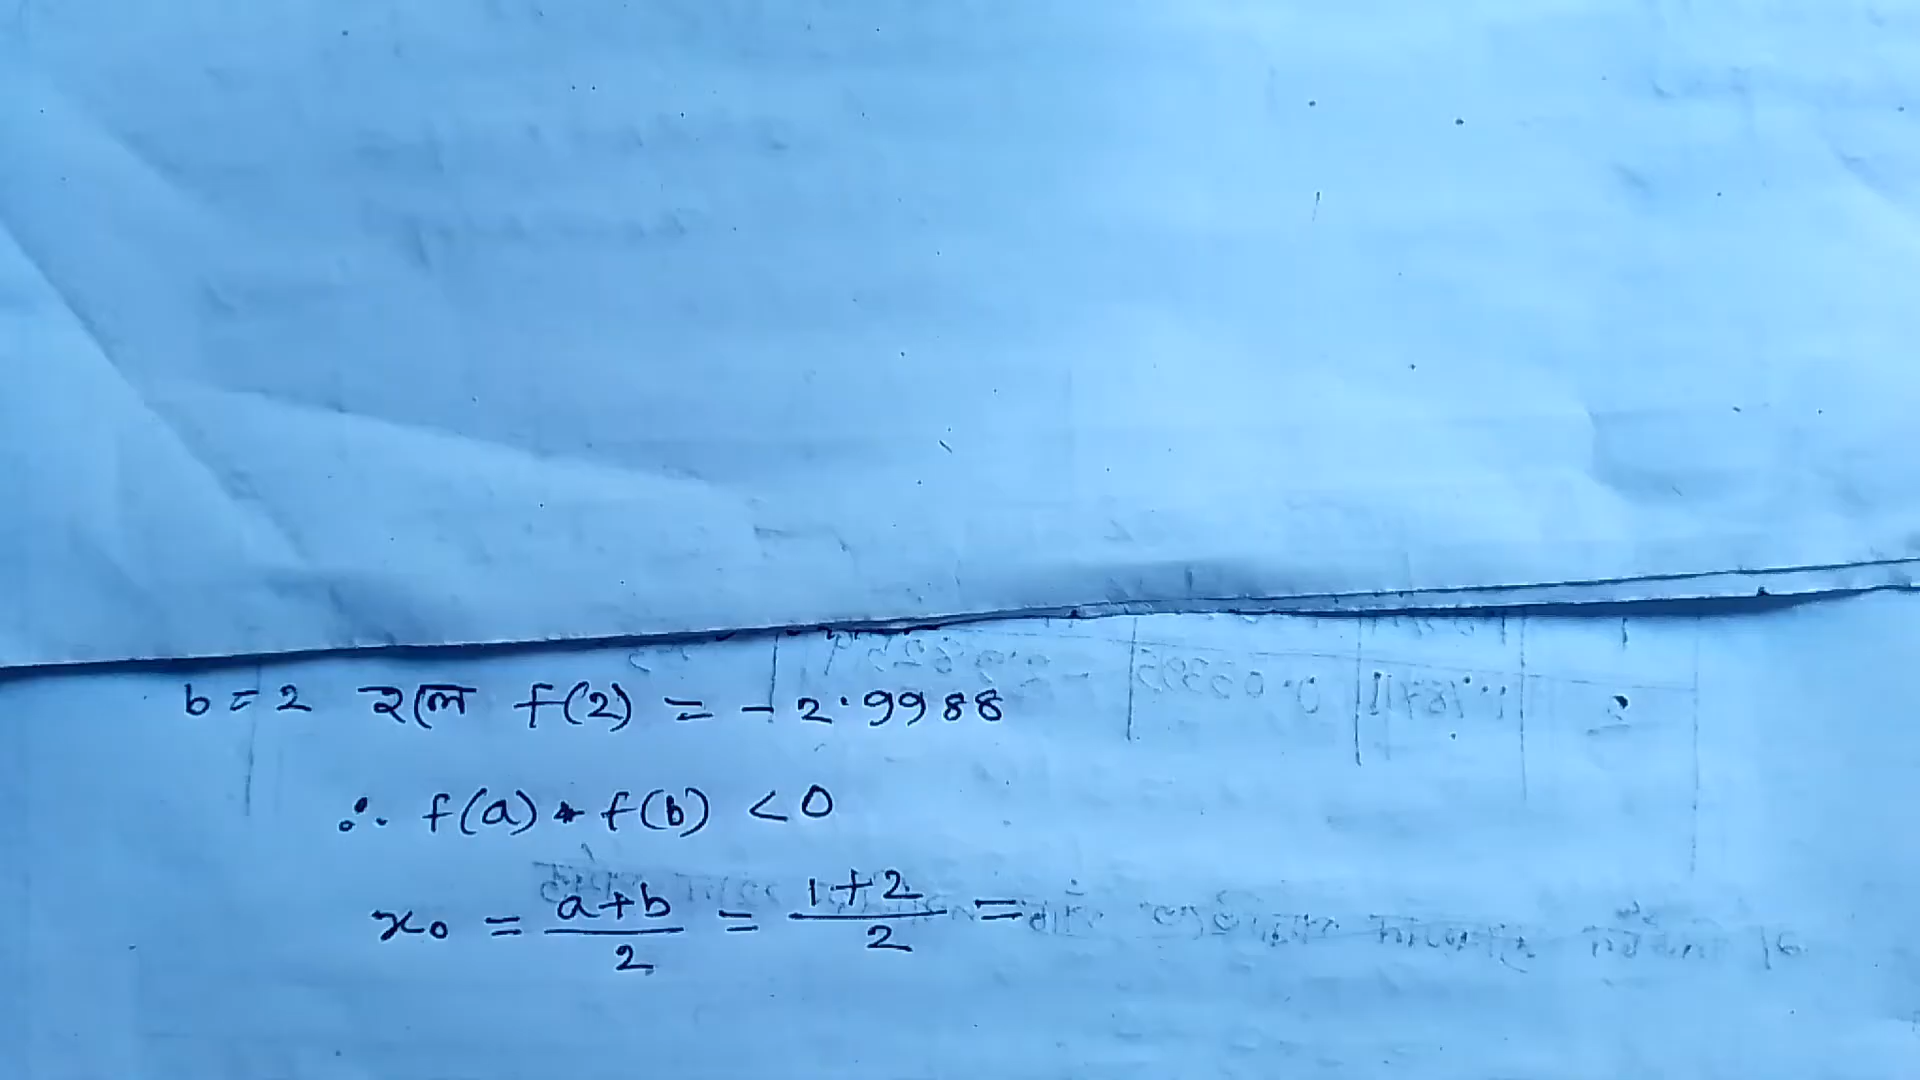 b = 2 হলে f(2) = -2.9988
∴ f(a) * f(b) < 0
x₀ = a+b/2 = 1+2/2 =